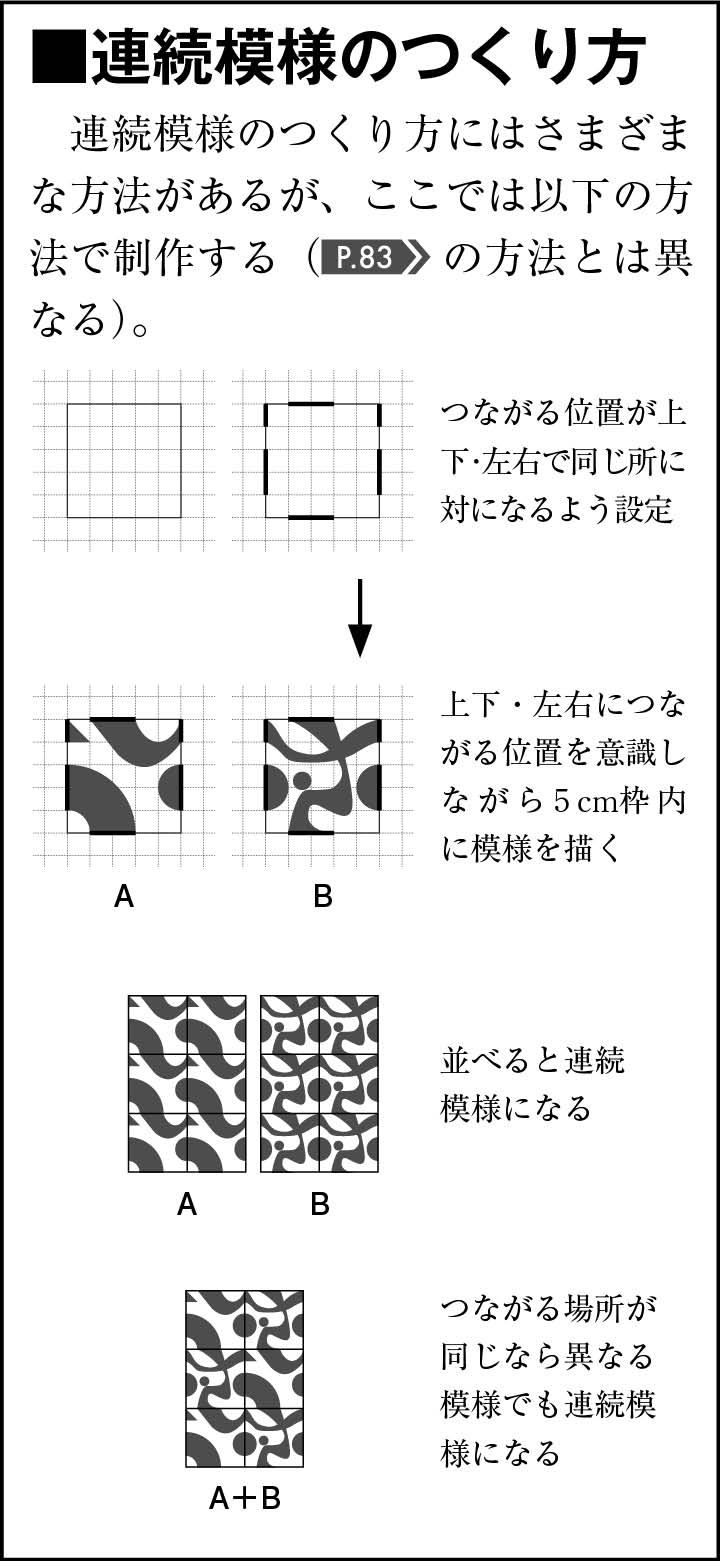 ■連続模様のつくり方
連続模様のつくり方にはさまざま
な方法があるが、ここでは以下の方
法で制作する（P.83の方法とは異
なる）。
つながる位置が上
下・左右で同じ所に
対になるよう設定
上下・左右につな
がる位置を意識し
ながら５cm枠内
に模様を描く
A
B
並べると連続
模様になる
A
B
つながる場所が
同じなら異なる
模様でも連続模
様になる
A＋B